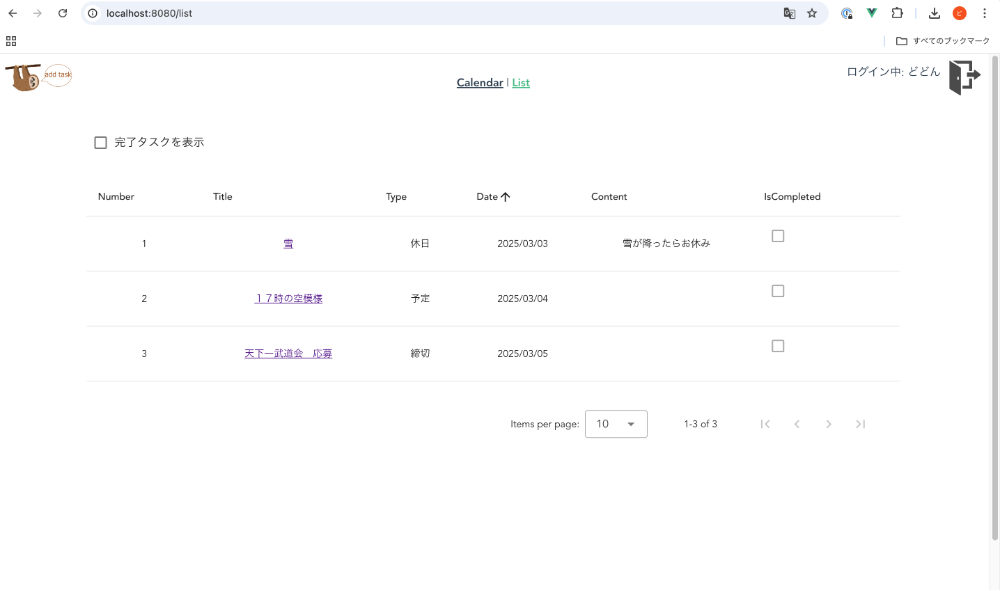 localhost:8080/list
ど
すべてのブックマーク
add task
Calendar | List
ログイン中: どどん
完了タスクを表示
Number Title Type Date Content IsCompleted
1 雪 休日 2025/03/03 雪が降ったらお休み
2 １７時の空模様 予定 2025/03/04
3 天下一武道会　応募 締切 2025/03/05
Items per page: 10 1-3 of 3